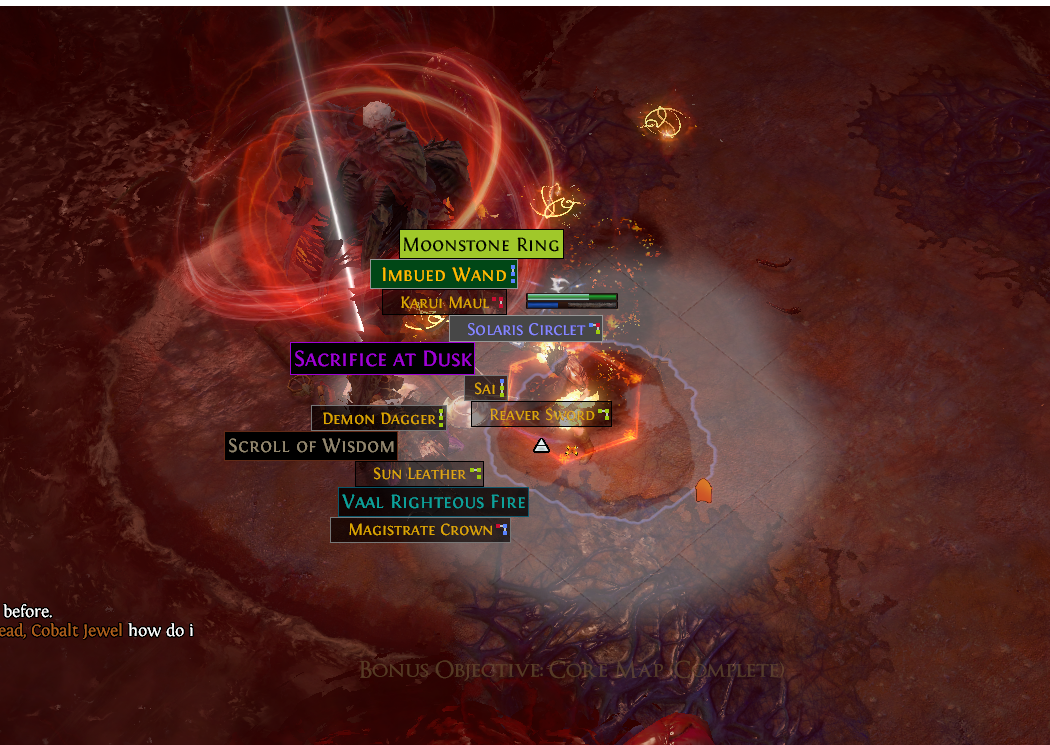 Moonstone Ring
Imbued Wand
Karui Maul
Solaris Circlet
Sacrifice at Dusk
Sai
Reaver Sword
Demon Dagger
Scroll of Wisdom
Sun Leather
Vaal Righteous Fire
Magistrate Crown
before.
ead, Cobalt Jewel how do i
Bonus Objective: Core Map (Complete)